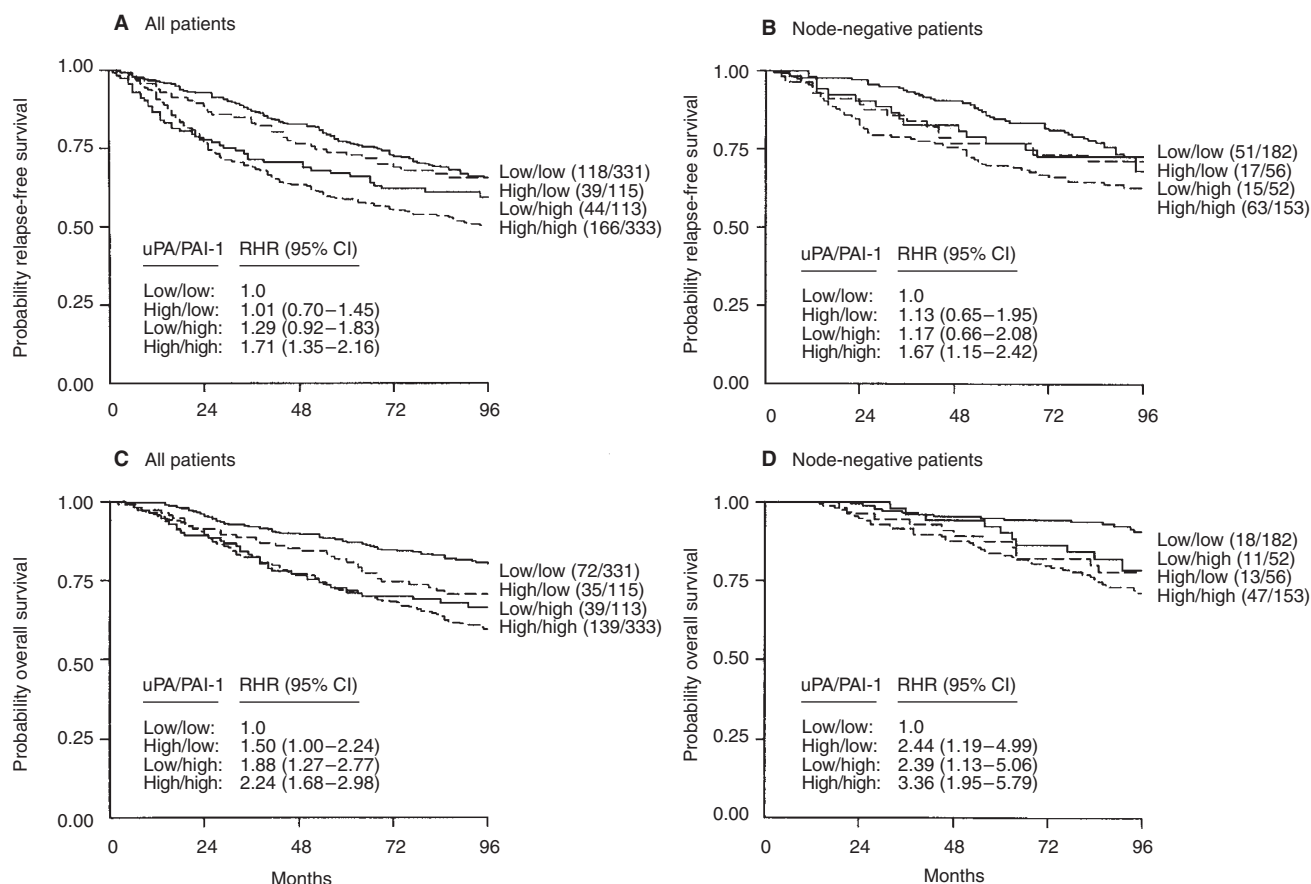 A All patients
Probability relapse-free survival
1.00
0.75
0.50
0.25
0.00
0 24 48 72 96
Low/low (118/331)
High/low (39/115)
Low/high (44/113)
High/high (166/333)
uPA/PAI-1 RHR (95% CI)
Low/low: 1.0
High/low: 1.01 (0.70–1.45)
Low/high: 1.29 (0.92–1.83)
High/high: 1.71 (1.35–2.16)
B Node-negative patients
Probability relapse-free survival
1.00
0.75
0.50
0.25
0.00
0 24 48 72 96
Low/low (51/182)
High/low (17/56)
Low/high (15/52)
High/high (63/153)
uPA/PAI-1 RHR (95% CI)
Low/low: 1.0
High/low: 1.13 (0.65–1.95)
Low/high: 1.17 (0.66–2.08)
High/high: 1.67 (1.15–2.42)
C All patients
Probability overall survival
1.00
0.75
0.50
0.25
0.00
0 24 48 72 96
Months
Low/low (72/331)
High/low (35/115)
Low/high (39/113)
High/high (139/333)
uPA/PAI-1 RHR (95% CI)
Low/low: 1.0
High/low: 1.50 (1.00–2.24)
Low/high: 1.88 (1.27–2.77)
High/high: 2.24 (1.68–2.98)
D Node-negative patients
Probability overall survival
1.00
0.75
0.50
0.25
0.00
0 24 48 72 96
Months
Low/low (18/182)
Low/high (11/52)
High/low (13/56)
High/high (47/153)
uPA/PAI-1 RHR (95% CI)
Low/low: 1.0
High/low: 2.44 (1.19–4.99)
Low/high: 2.39 (1.13–5.06)
High/high: 3.36 (1.95–5.79)